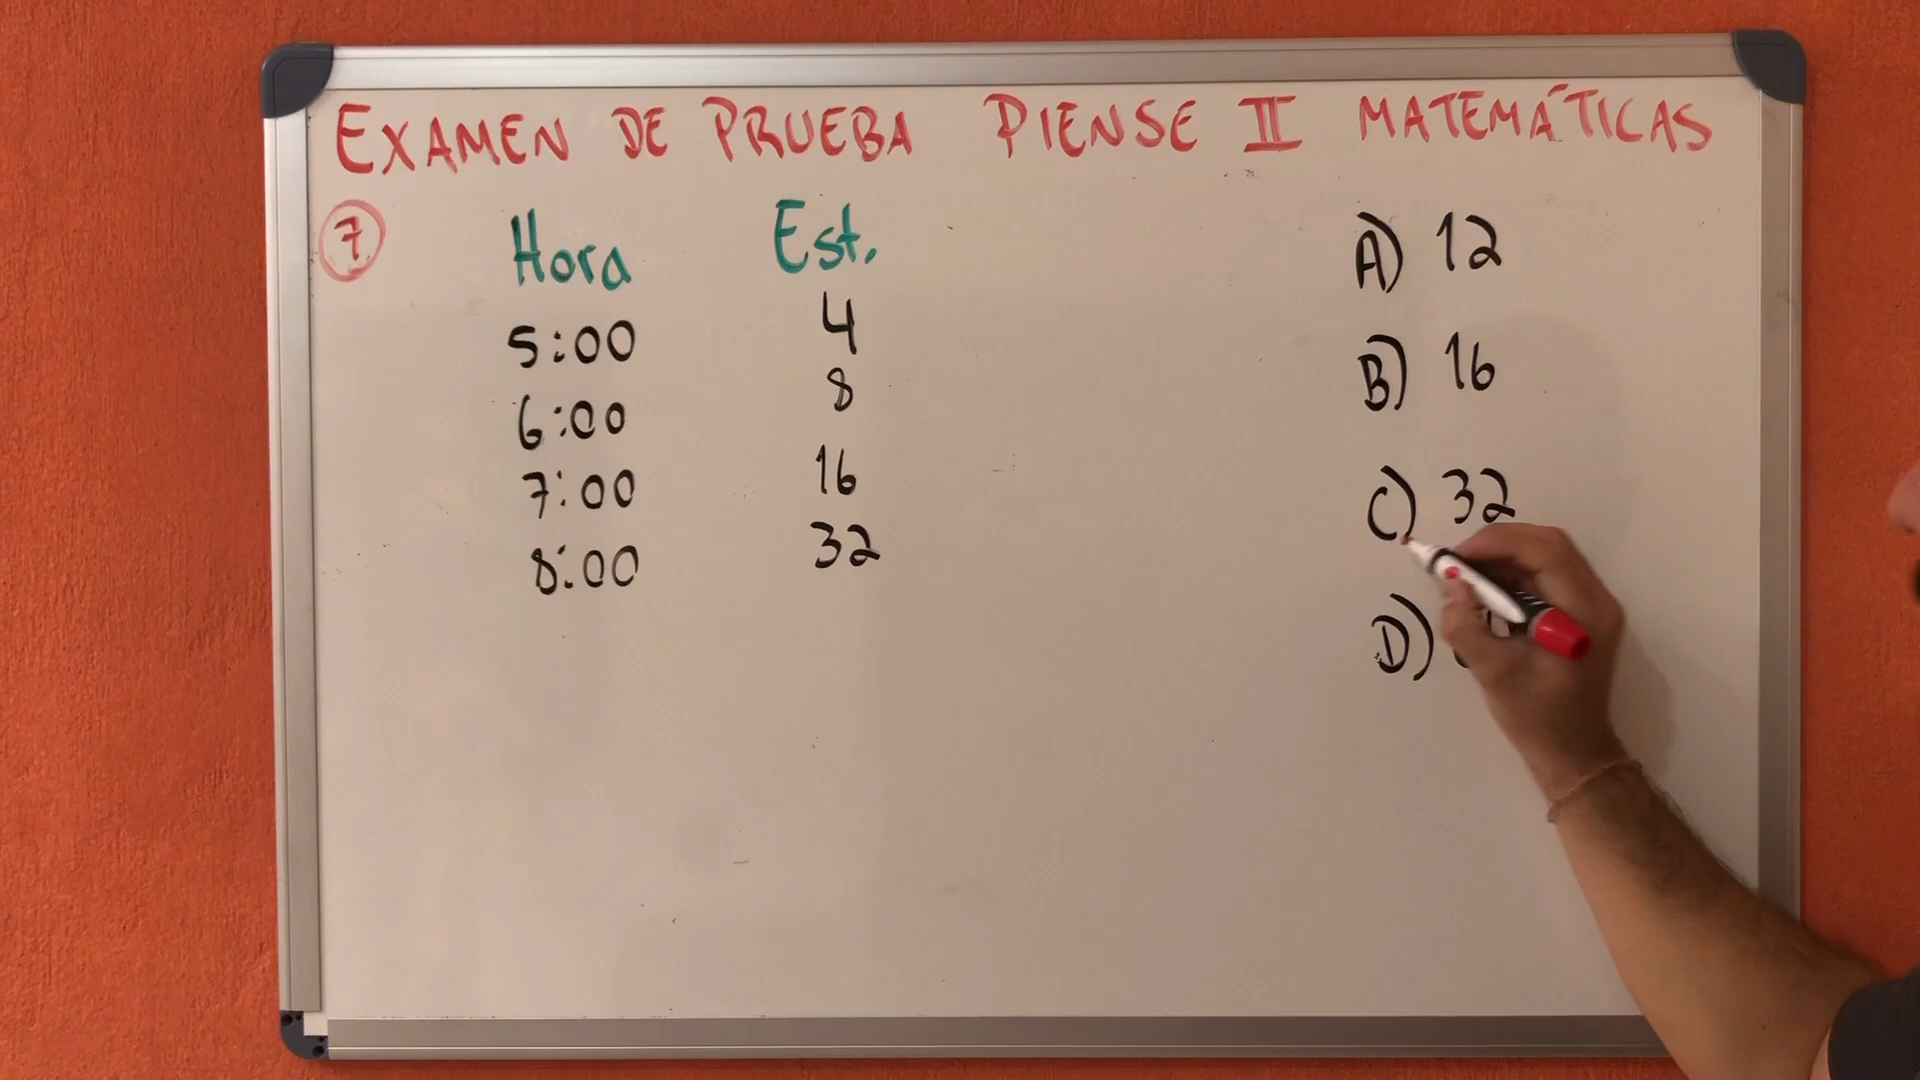 EXAMEN DE PRUEBA PIENSE II MATEMÁTICAS
7
Hora Est.
5:00 4
6:00 8
7:00 16
8:00 32
A) 12
B) 16
C) 32
D)